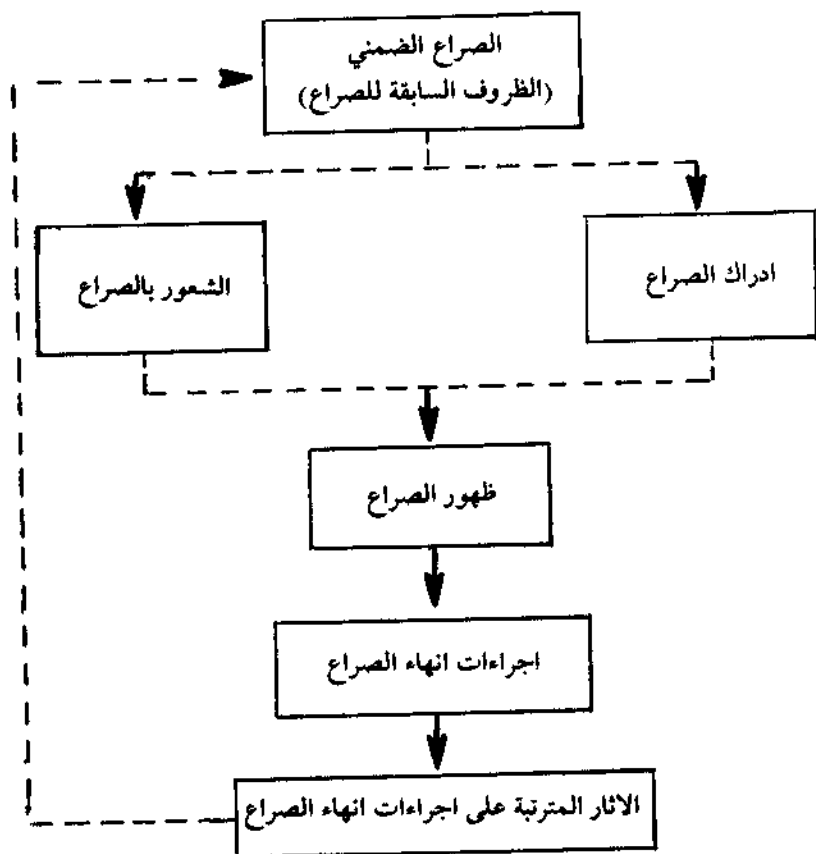 الصراع الضمني
(الظروف السابقة للصراع)
ادراك الصراع
الشعور بالصراع
ظهور الصراع
اجراءات انهاء الصراع
الاثار المترتبة على اجراءات انهاء الصراع